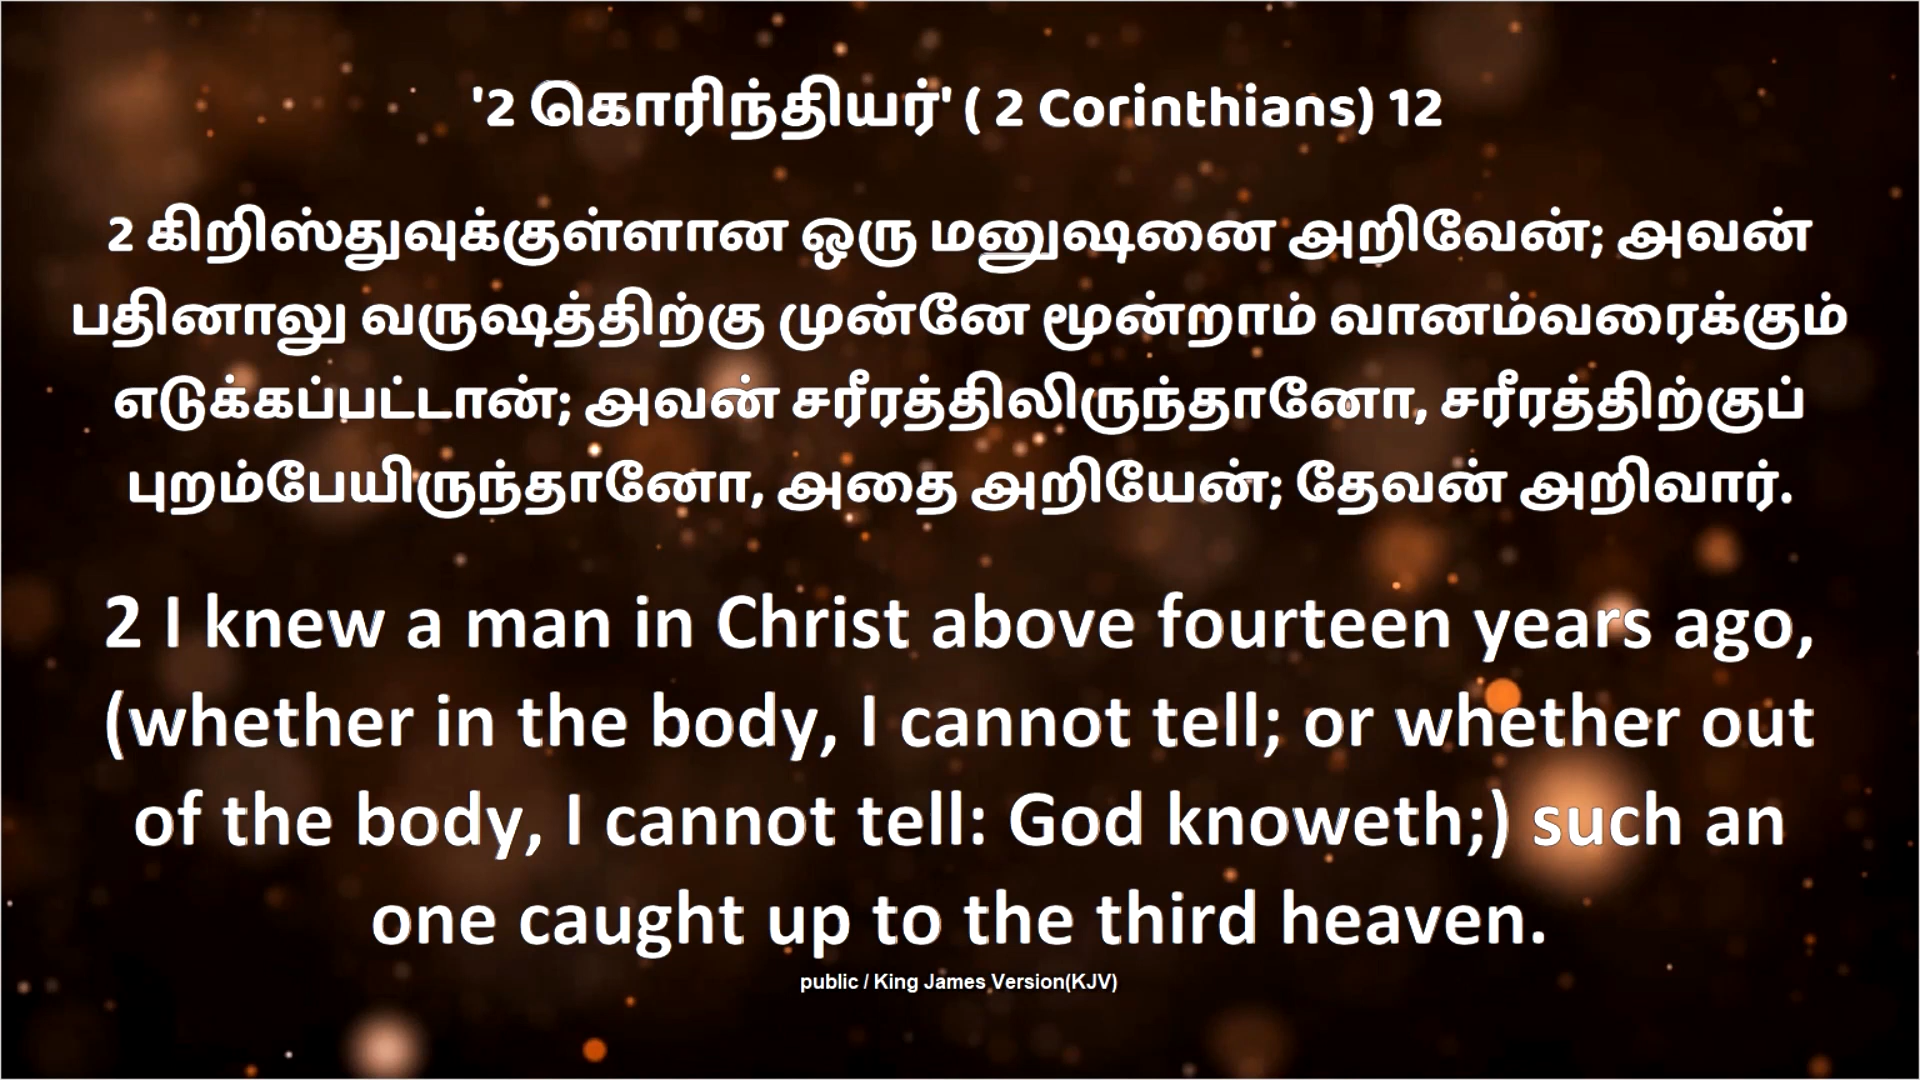 '2 கொரிந்தியர்' ( 2 Corinthians) 12
2 கிறிஸ்துவுக்குள்ளான ஒரு மனுஷனை அறிவேன்; அவன்
பதினாலு வருஷத்திற்கு முன்னே மூன்றாம் வானம்வரைக்கும்
எடுக்கப்பட்டான்; அவன் சரீரத்திலிருந்தானோ, சரீரத்திற்குப்
புறம்பேயிருந்தானோ, அதை அறியேன்; தேவன் அறிவார்.
2 I knew a man in Christ above fourteen years ago,
(whether in the body, I cannot tell; or whether out
of the body, I cannot tell: God knoweth;) such an
one caught up to the third heaven.
public / King James Version(KJV)